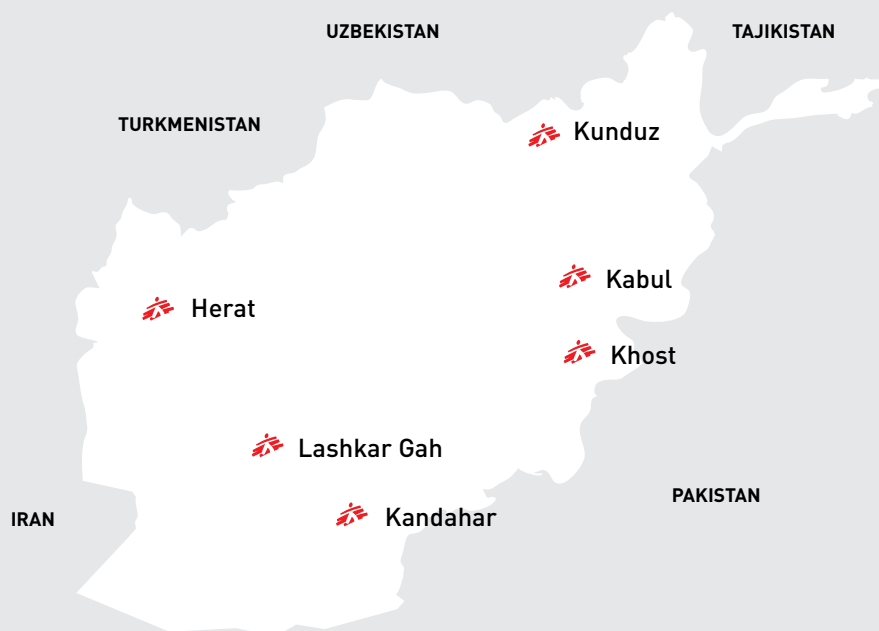 UZBEKISTAN
TAJIKISTAN
TURKMENISTAN
Kunduz
Kabul
Herat
Khost
Lashkar Gah
PAKISTAN
IRAN
Kandahar